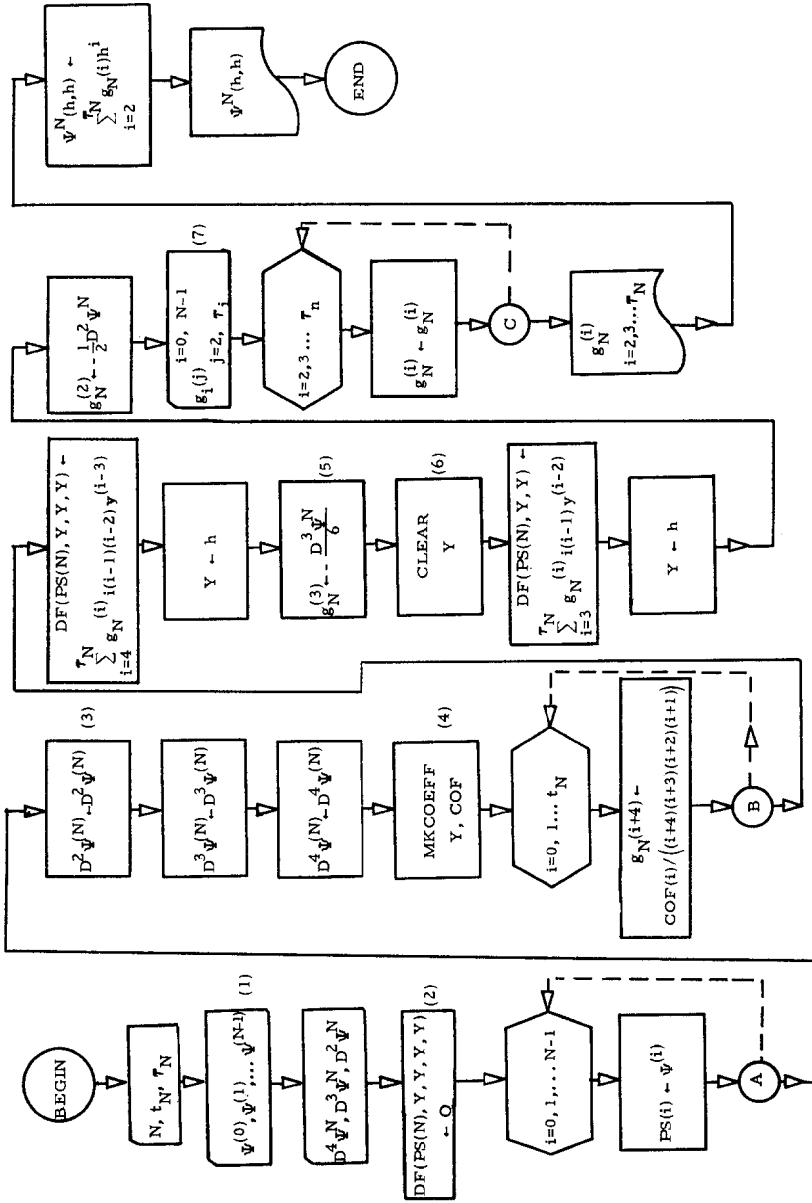 BEGIN
N, t_N, τ_N
Ψ^(0), Ψ^(1), ... Ψ^(N-1) (1)
D^4Ψ^N, D^3Ψ^N, D^2Ψ^N
DF(PS(N), Y, Y, Y, Y) (2)
← Q
i=0, 1, ... N-1
PS(i) ← Ψ^(i)
A
D^2Ψ^(N) ← D^2Ψ^(N) (3)
D^3Ψ^(N) ← D^3Ψ^(N)
D^4Ψ^(N) ← D^4Ψ^(N)
MKCOEFF (4)
Y, COF
i=0, 1... t_N
g_N^(i+4) ←
COF(i)/((i+4)(i+3)(i+2)(i+1))
B
DF(PS(N), Y, Y, Y) ←
τ_N
∑ g_N^(i) i(i-1)(i-2) y^(i-3)
i=4
Y ← h
g_N^(3) ← - D^3Ψ^N / 6 (5)
CLEAR (6)
Y
DF(PS(N), Y, Y) ←
τ_N
∑ g_N^(i) i(i-1) y^(i-2)
i=3
Y ← h
g_N^(2) ← - 1/2 D^2Ψ^N
i=0, N-1 (7)
g_i(j) j=2, τ_i
i=2,3 ... τ_n
g_N^(i) ← g_N^(i)
C
g_N^(i)
i=2,3...τ_N
Ψ^N(h,h) ←
τ_N
∑ g_N(i)h^i
i=2
Ψ^N(h,h)
END